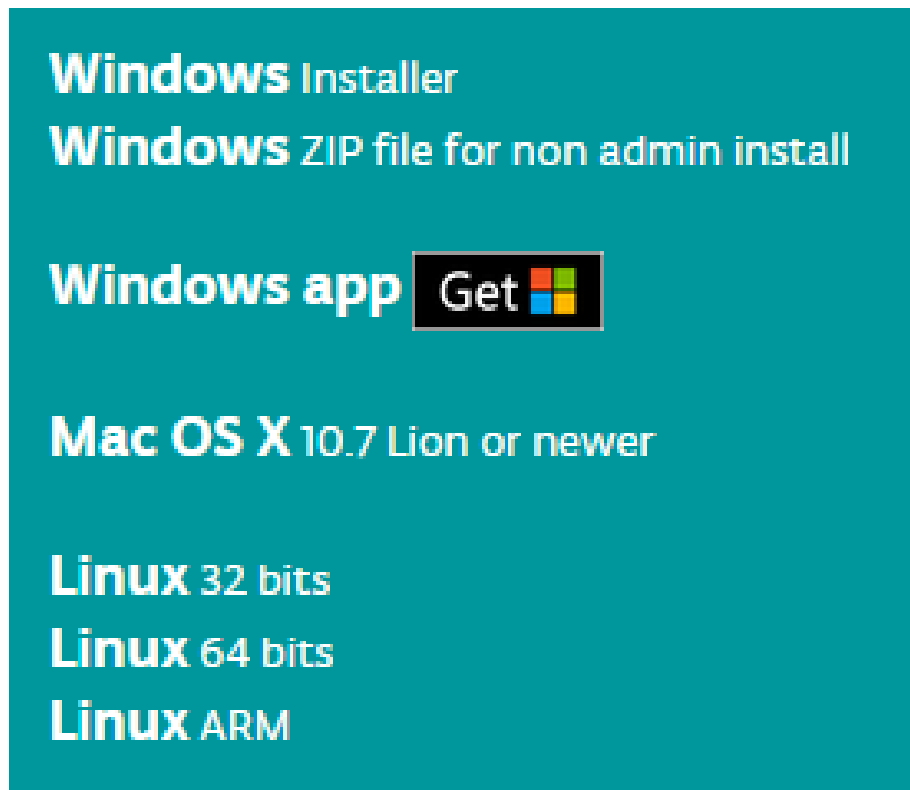 Windows Installer
Windows ZIP file for non admin install
Windows app Get
Mac OS X 10.7 Lion or newer
Linux 32 bits
Linux 64 bits
Linux ARM